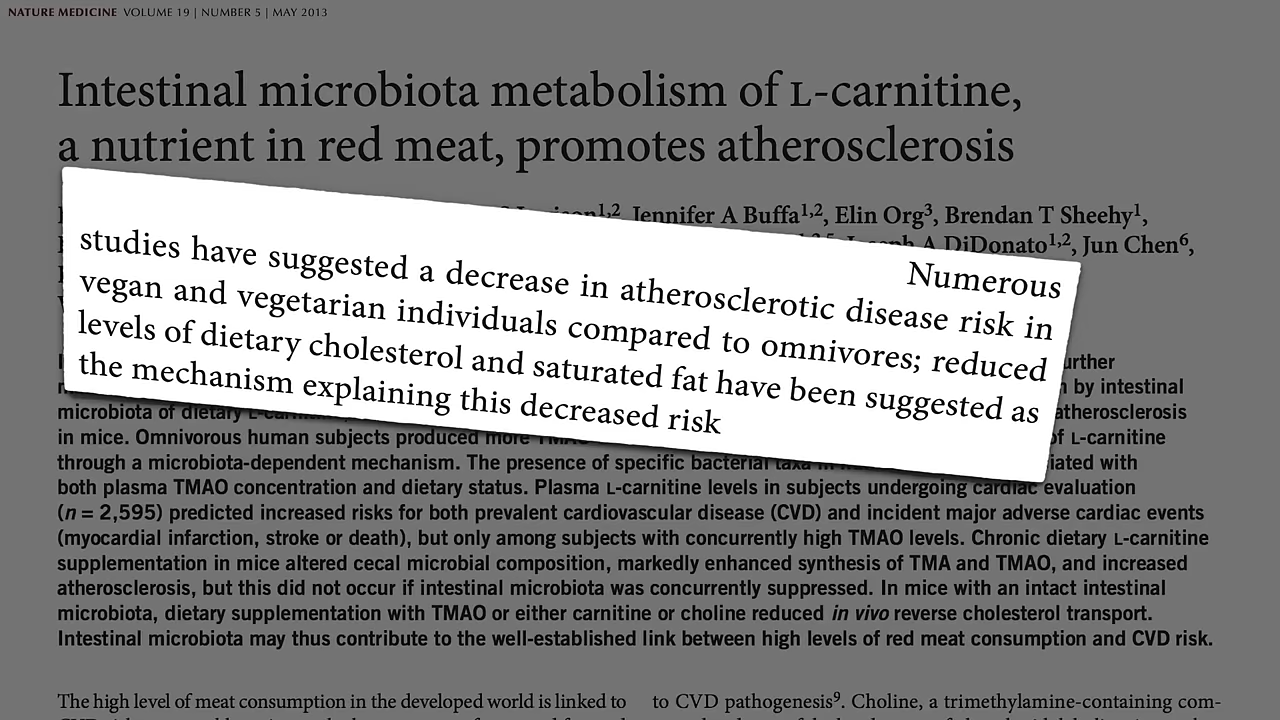 NATURE MEDICINE VOLUME 19 | NUMBER 5 | MAY 2013
Intestinal microbiota metabolism of L-carnitine,
a nutrient in red meat, promotes atherosclerosis
Jennifer A Buffa1,2, Elin Org3, Brendan T Sheehy1,
A DiDonato1,2, Jun Chen6,
Numerous
studies have suggested a decrease in atherosclerotic disease risk in
vegan and vegetarian individuals compared to omnivores; reduced
levels of dietary cholesterol and saturated fat have been suggested as
the mechanism explaining this decreased risk
by intestinal
microbiota of dietary atherosclerosis
in mice. Omnivorous human subjects produced more of L-carnitine
through a microbiota-dependent mechanism. The presence of specific bacterial taxa
both plasma TMAO concentration and dietary status. Plasma L-carnitine levels in subjects undergoing cardiac evaluation
(n = 2,595) predicted increased risks for both prevalent cardiovascular disease (CVD) and incident major adverse cardiac events
(myocardial infarction, stroke or death), but only among subjects with concurrently high TMAO levels. Chronic dietary L-carnitine
supplementation in mice altered cecal microbial composition, markedly enhanced synthesis of TMA and TMAO, and increased
atherosclerosis, but this did not occur if intestinal microbiota was concurrently suppressed. In mice with an intact intestinal
microbiota, dietary supplementation with TMAO or either carnitine or choline reduced in vivo reverse cholesterol transport.
Intestinal microbiota may thus contribute to the well-established link between high levels of red meat consumption and CVD risk.
The high level of meat consumption in the developed world is linked to
to CVD pathogenesis9. Choline, a trimethylamine-containing com-